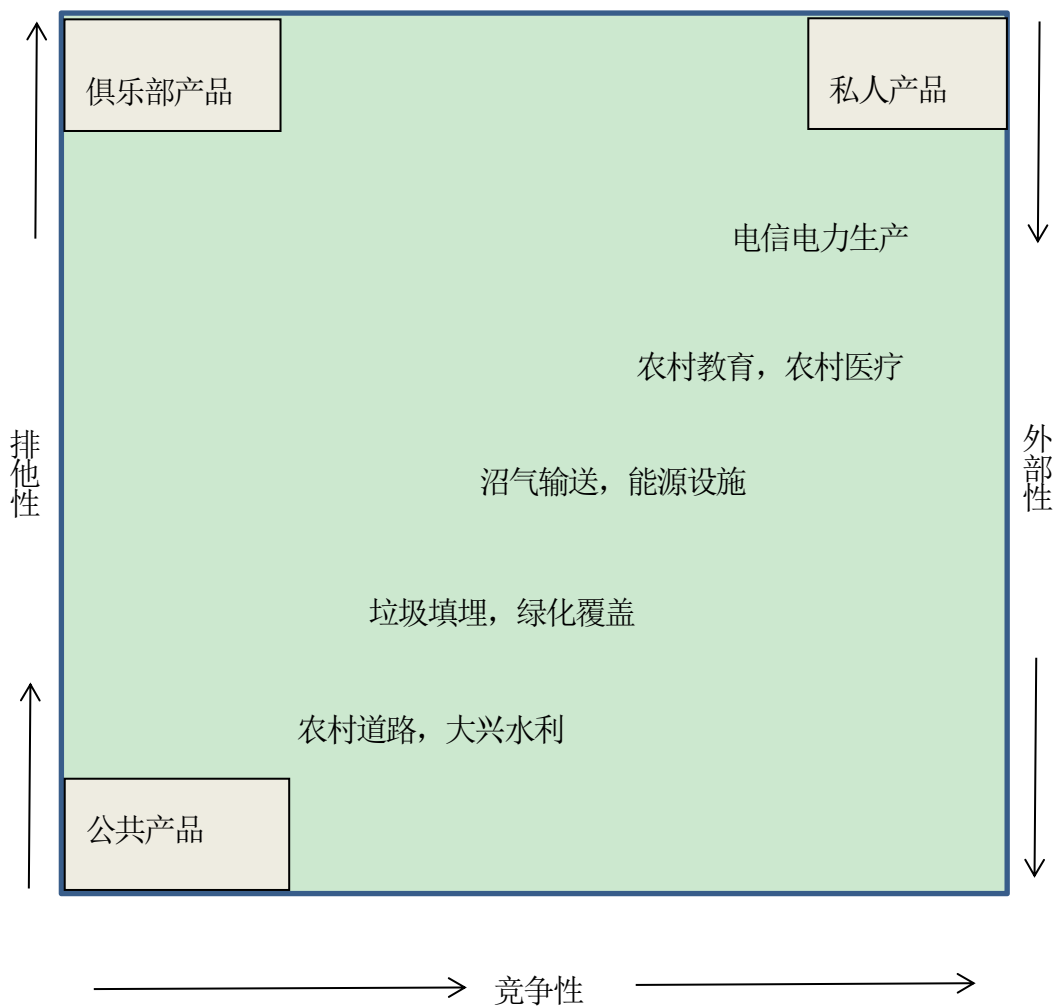 俱乐部产品
私人产品
电信电力生产
农村教育，农村医疗
排他性
外部性
沼气输送，能源设施
垃圾填埋，绿化覆盖
农村道路，大兴水利
公共产品
竞争性